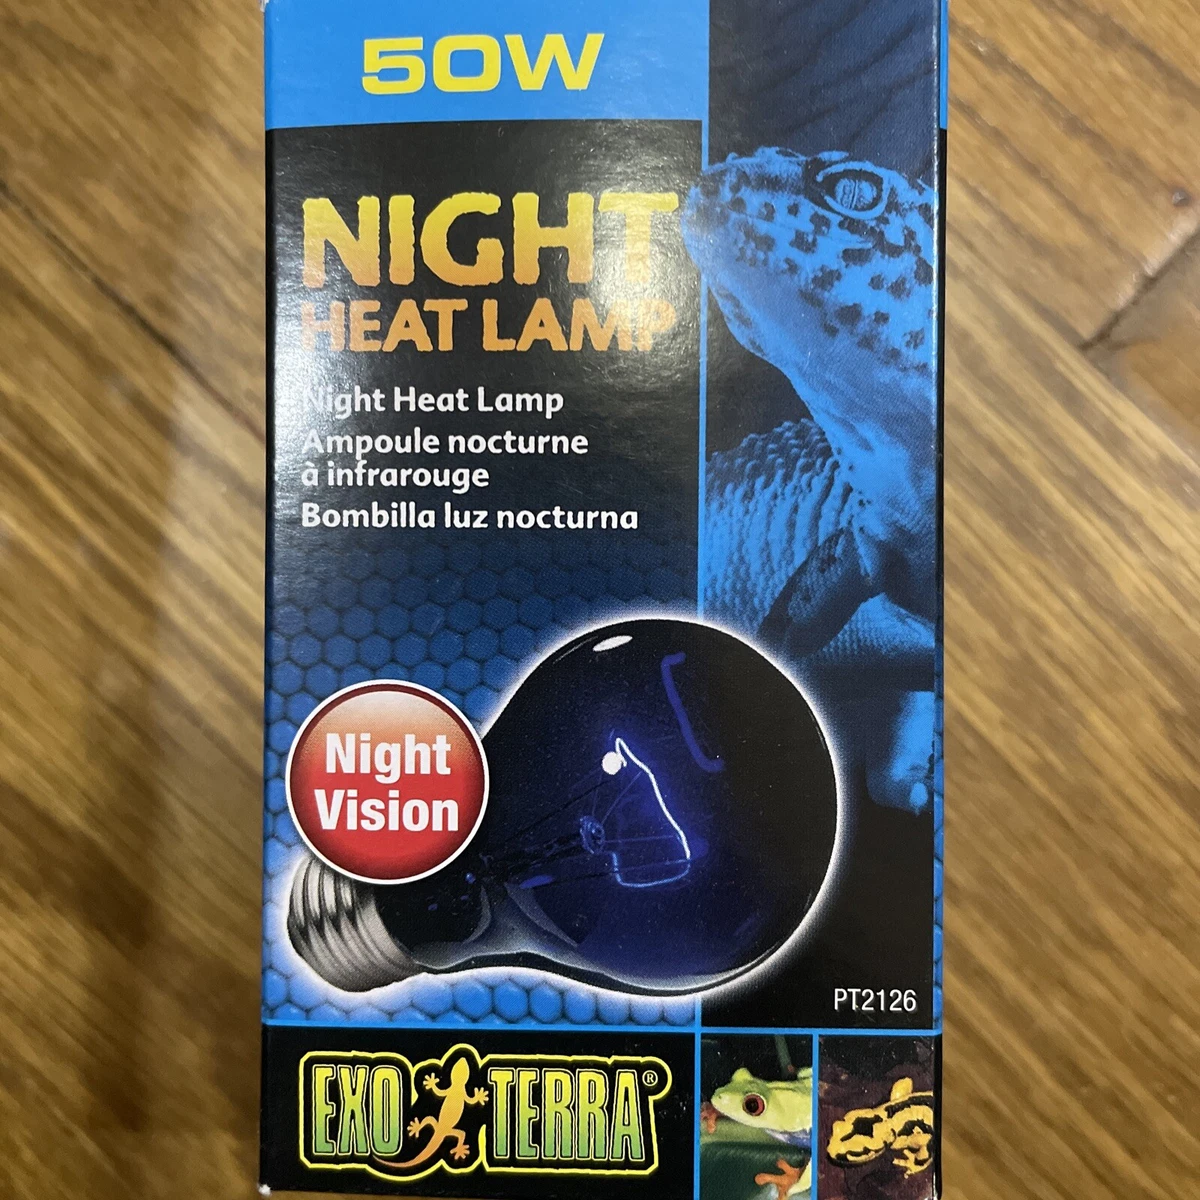 50W
NIGHT
HEAT LAMP
Night Heat Lamp
Ampoule nocturne
à infrarouge
Bombilla luz nocturna
Night
Vision
PT2126
EXO TERRA®